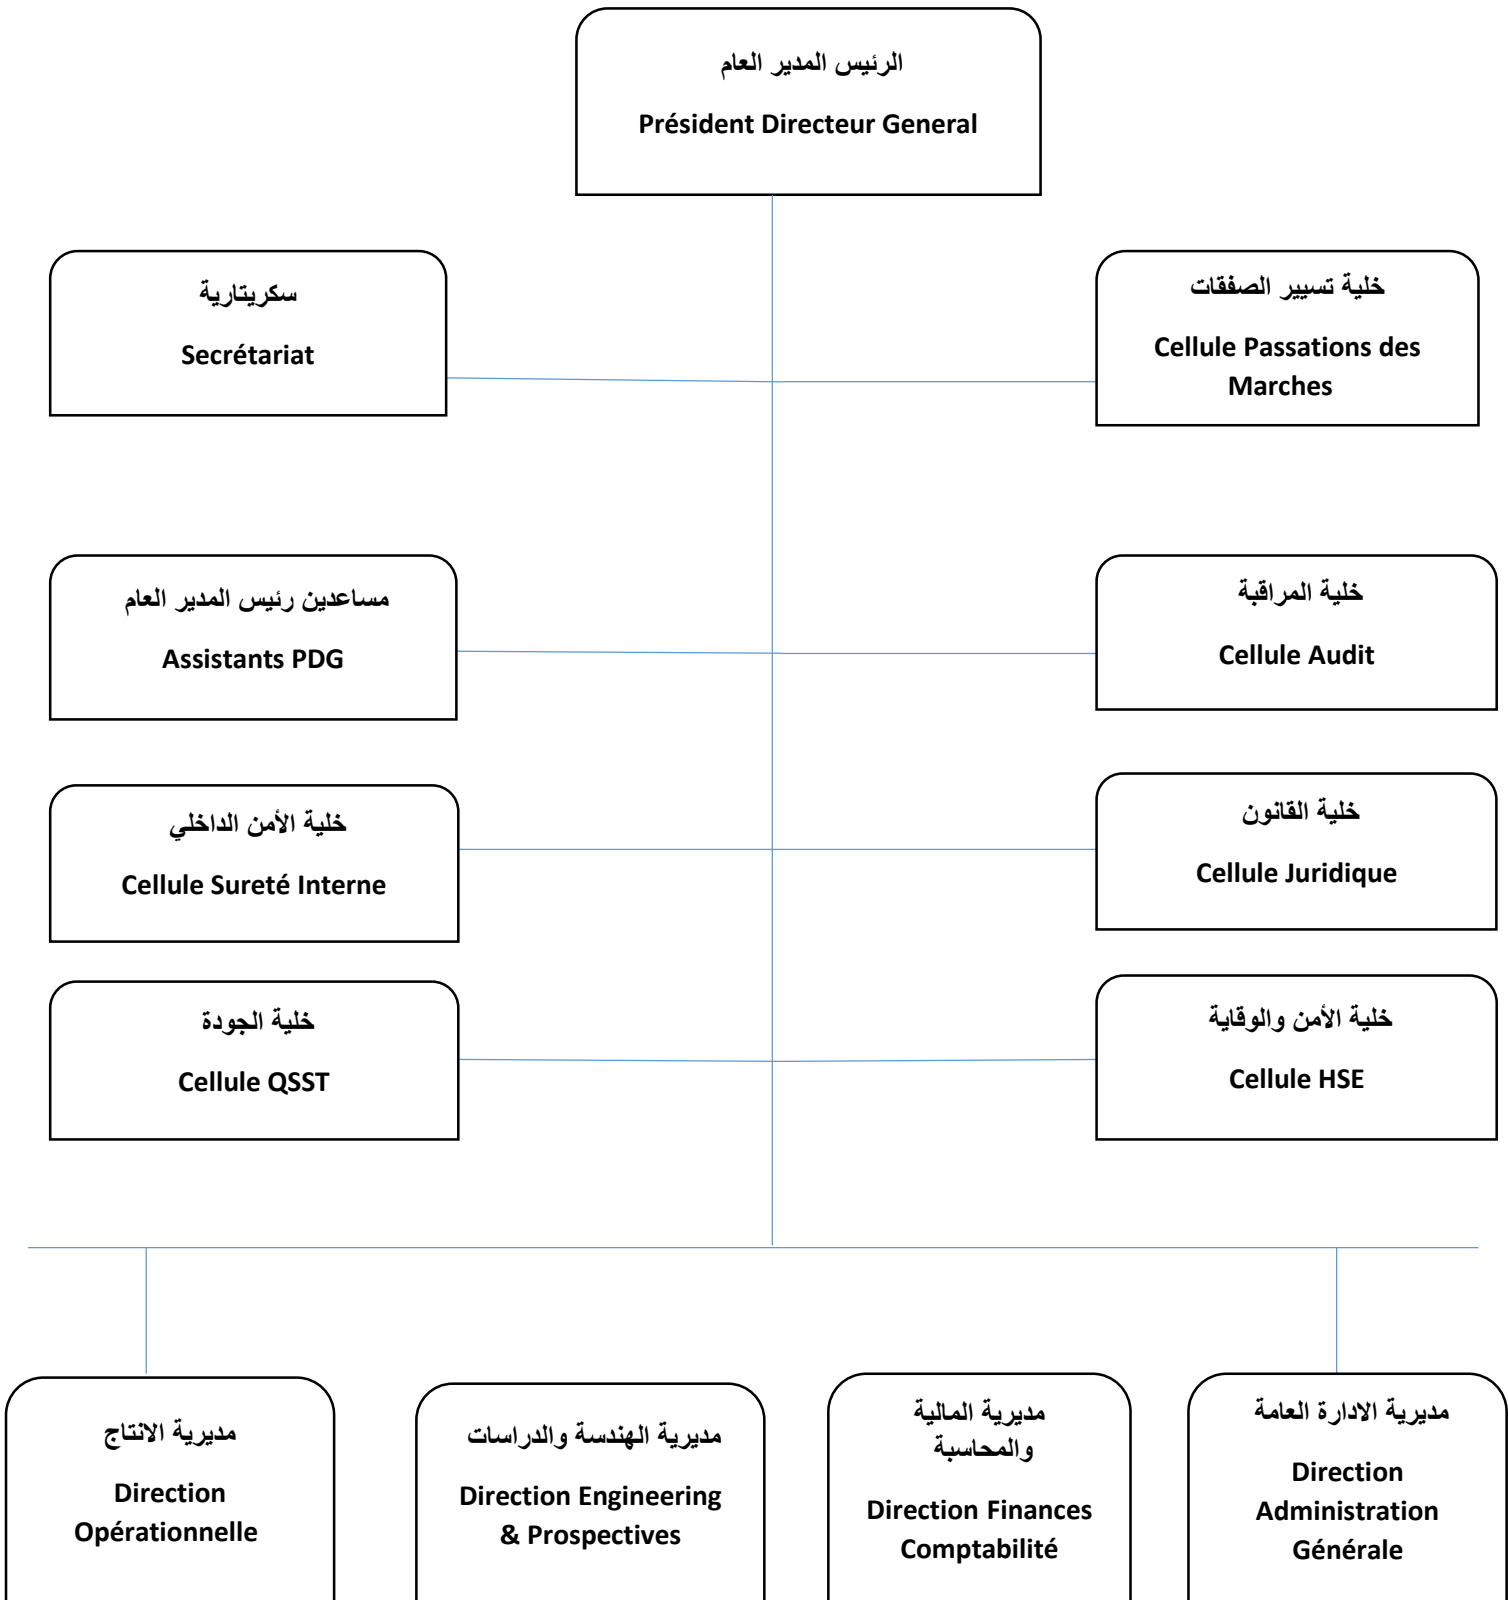 الرئيس المدير العام
Président Directeur General
سكريتارية
Secrétariat
خلية تسيير الصفقات
Cellule Passations des
Marches
مساعدين رئيس المدير العام
Assistants PDG
خلية المراقبة
Cellule Audit
خلية الأمن الداخلي
Cellule Sureté Interne
خلية القانون
Cellule Juridique
خلية الجودة
Cellule QSST
خلية الأمن والوقاية
Cellule HSE
مديرية الانتاج
Direction
Opérationnelle
مديرية الهندسة والدراسات
Direction Engineering
& Prospectives
مديرية المالية
والمحاسبة
Direction Finances
Comptabilité
مديرية الادارة العامة
Direction
Administration
Générale